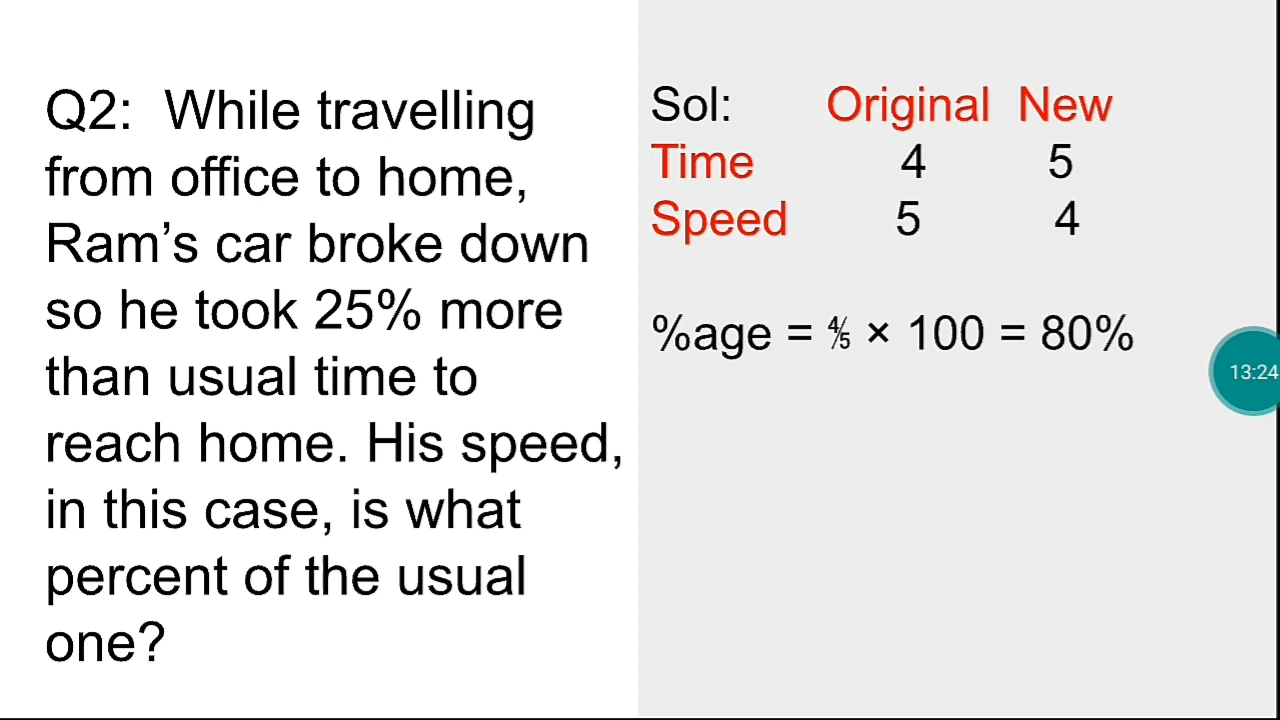 Q2:  While travelling
from office to home,
Ram’s car broke down
so he took 25% more
than usual time to
reach home. His speed,
in this case, is what
percent of the usual
one?
Sol: Original New
Time 4 5
Speed 5 4
%age = ⅘ × 100 = 80%
13:24